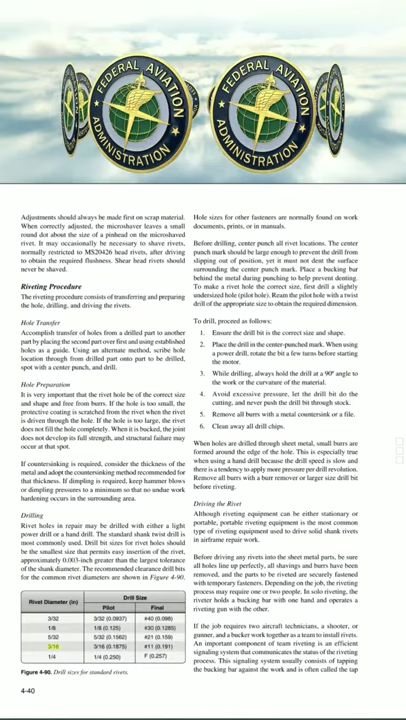 FEDERAL AVIATION
ADMINISTRATION
FEDERAL AVIATION
ADMINISTRATION
Adjustments should always be made first on scrap material.
When correctly adjusted, the microshaver leaves a small
round dot about the size of a pinhead on the microshaved
rivet. It may occasionally be necessary to shave rivets,
normally restricted to MS20426 head rivets, after driving
to obtain the required flushness. Shear head rivets should
never be shaved.
Riveting Procedure
The riveting procedure consists of transferring and preparing
the hole, drilling, and driving the rivets.
Hole Transfer
Accomplish transfer of holes from a drilled part to another
part by placing the second part over first and using established
holes as a guide. Using an alternate method, scribe hole
location through from drilled part onto part to be drilled,
spot with a center punch, and drill.
Hole Preparation
It is very important that the rivet hole be of the correct size
and shape and free from burrs. If the hole is too small, the
protective coating is scratched from the rivet when the rivet
is driven through the hole. If the hole is too large, the rivet
does not fill the hole completely. When it is bucked, the joint
does not develop its full strength, and structural failure may
occur at that spot.
If countersinking is required, consider the thickness of the
metal and adopt the countersinking method recommended for
that thickness. If dimpling is required, keep hammer blows
or dimpling pressures to a minimum so that no undue work
hardening occurs in the surrounding area.
Drilling
Rivet holes in repair may be drilled with either a light
power drill or a hand drill. The standard shank twist drill is
most commonly used. Drill bit sizes for rivet holes should
be the smallest size that permits easy insertion of the rivet,
approximately 0.003-inch greater than the largest tolerance
of the shank diameter. The recommended clearance drill bits
for the common rivet diameters are shown in Figure 4-90.
Rivet Diameter (in) Drill Size
Pilot Final
3/32 3/32 (0.0937) #40 (0.098)
1/8 1/8 (0.125) #30 (0.1285)
5/32 5/32 (0.1562) #21 (0.159)
3/16 3/16 (0.1875) #11 (0.191)
1/4 1/4 (0.250) F (0.257)
Figure 4-90. Drill sizes for standard rivets.
4-40
Hole sizes for other fasteners are normally found on work
documents, prints, or in manuals.
Before drilling, center punch all rivet locations. The center
punch mark should be large enough to prevent the drill from
slipping out of position, yet it must not dent the surface
surrounding the center punch mark. Place a bucking bar
behind the metal during punching to help prevent denting.
To make a rivet hole the correct size, first drill a slightly
undersized hole (pilot hole). Ream the pilot hole with a twist
drill of the appropriate size to obtain the required dimension.
To drill, proceed as follows:
1. Ensure the drill bit is the correct size and shape.
2. Place the drill in the center-punched mark. When using
a power drill, rotate the bit a few turns before starting
the motor.
3. While drilling, always hold the drill at a 90º angle to
the work or the curvature of the material.
4. Avoid excessive pressure, let the drill bit do the
cutting, and never push the drill bit through stock.
5. Remove all burrs with a metal countersink or a file.
6. Clean away all drill chips.
When holes are drilled through sheet metal, small burrs are
formed around the edge of the hole. This is especially true
when using a hand drill because the drill speed is slow and
there is a tendency to apply more pressure per drill revolution.
Remove all burrs with a burr remover or larger size drill bit
before riveting.
Driving the Rivet
Although riveting equipment can be either stationary or
portable, portable riveting equipment is the most common
type of riveting equipment used to drive solid shank rivets
in airframe repair work.
Before driving any rivets into the sheet metal parts, be sure
all holes line up perfectly, all shavings and burrs have been
removed, and the parts to be riveted are securely fastened
with temporary fasteners. Depending on the job, the riveting
process may require one or two people. In solo riveting, the
riveter holds a bucking bar with one hand and operates a
riveting gun with the other.
If the job requires two aircraft technicians, a shooter, or
gunner, and a bucker work together as a team to install rivets.
An important component of team riveting is an efficient
signaling system that communicates the status of the riveting
process. This signaling system usually consists of tapping
the bucking bar against the work and is often called the tap